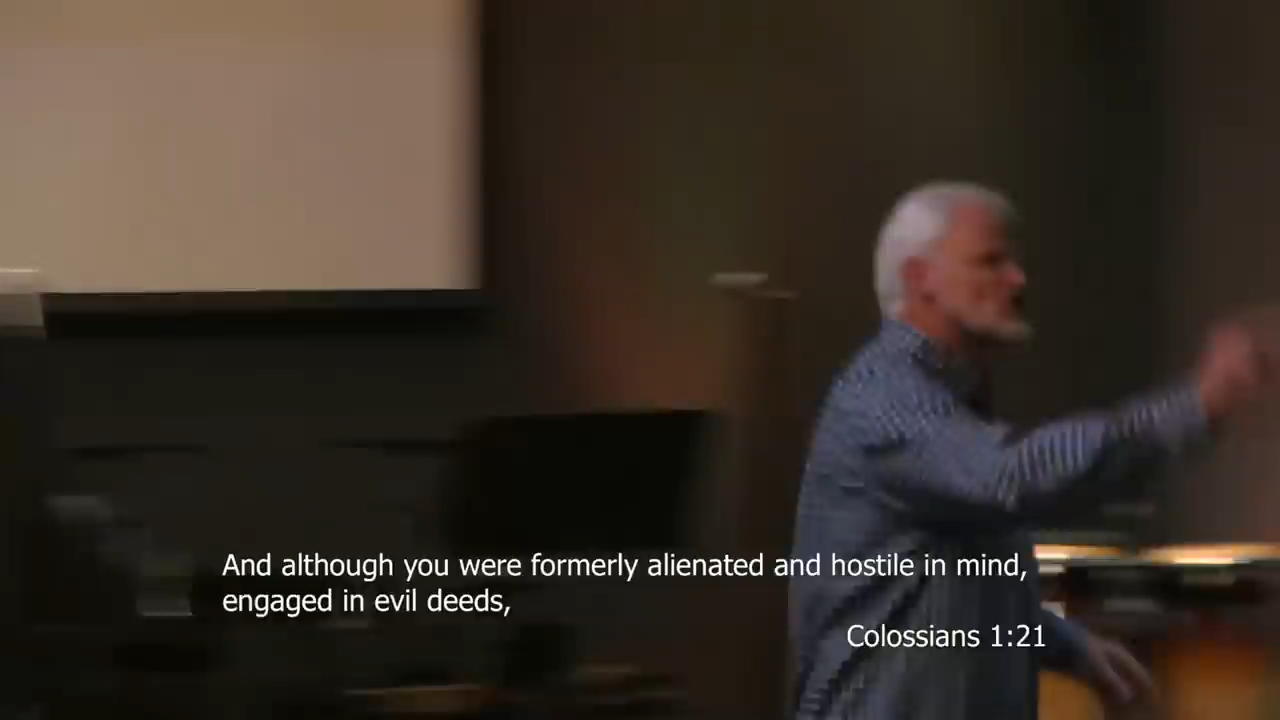 And although you were formerly alienated and hostile in mind,
engaged in evil deeds,
Colossians 1:21